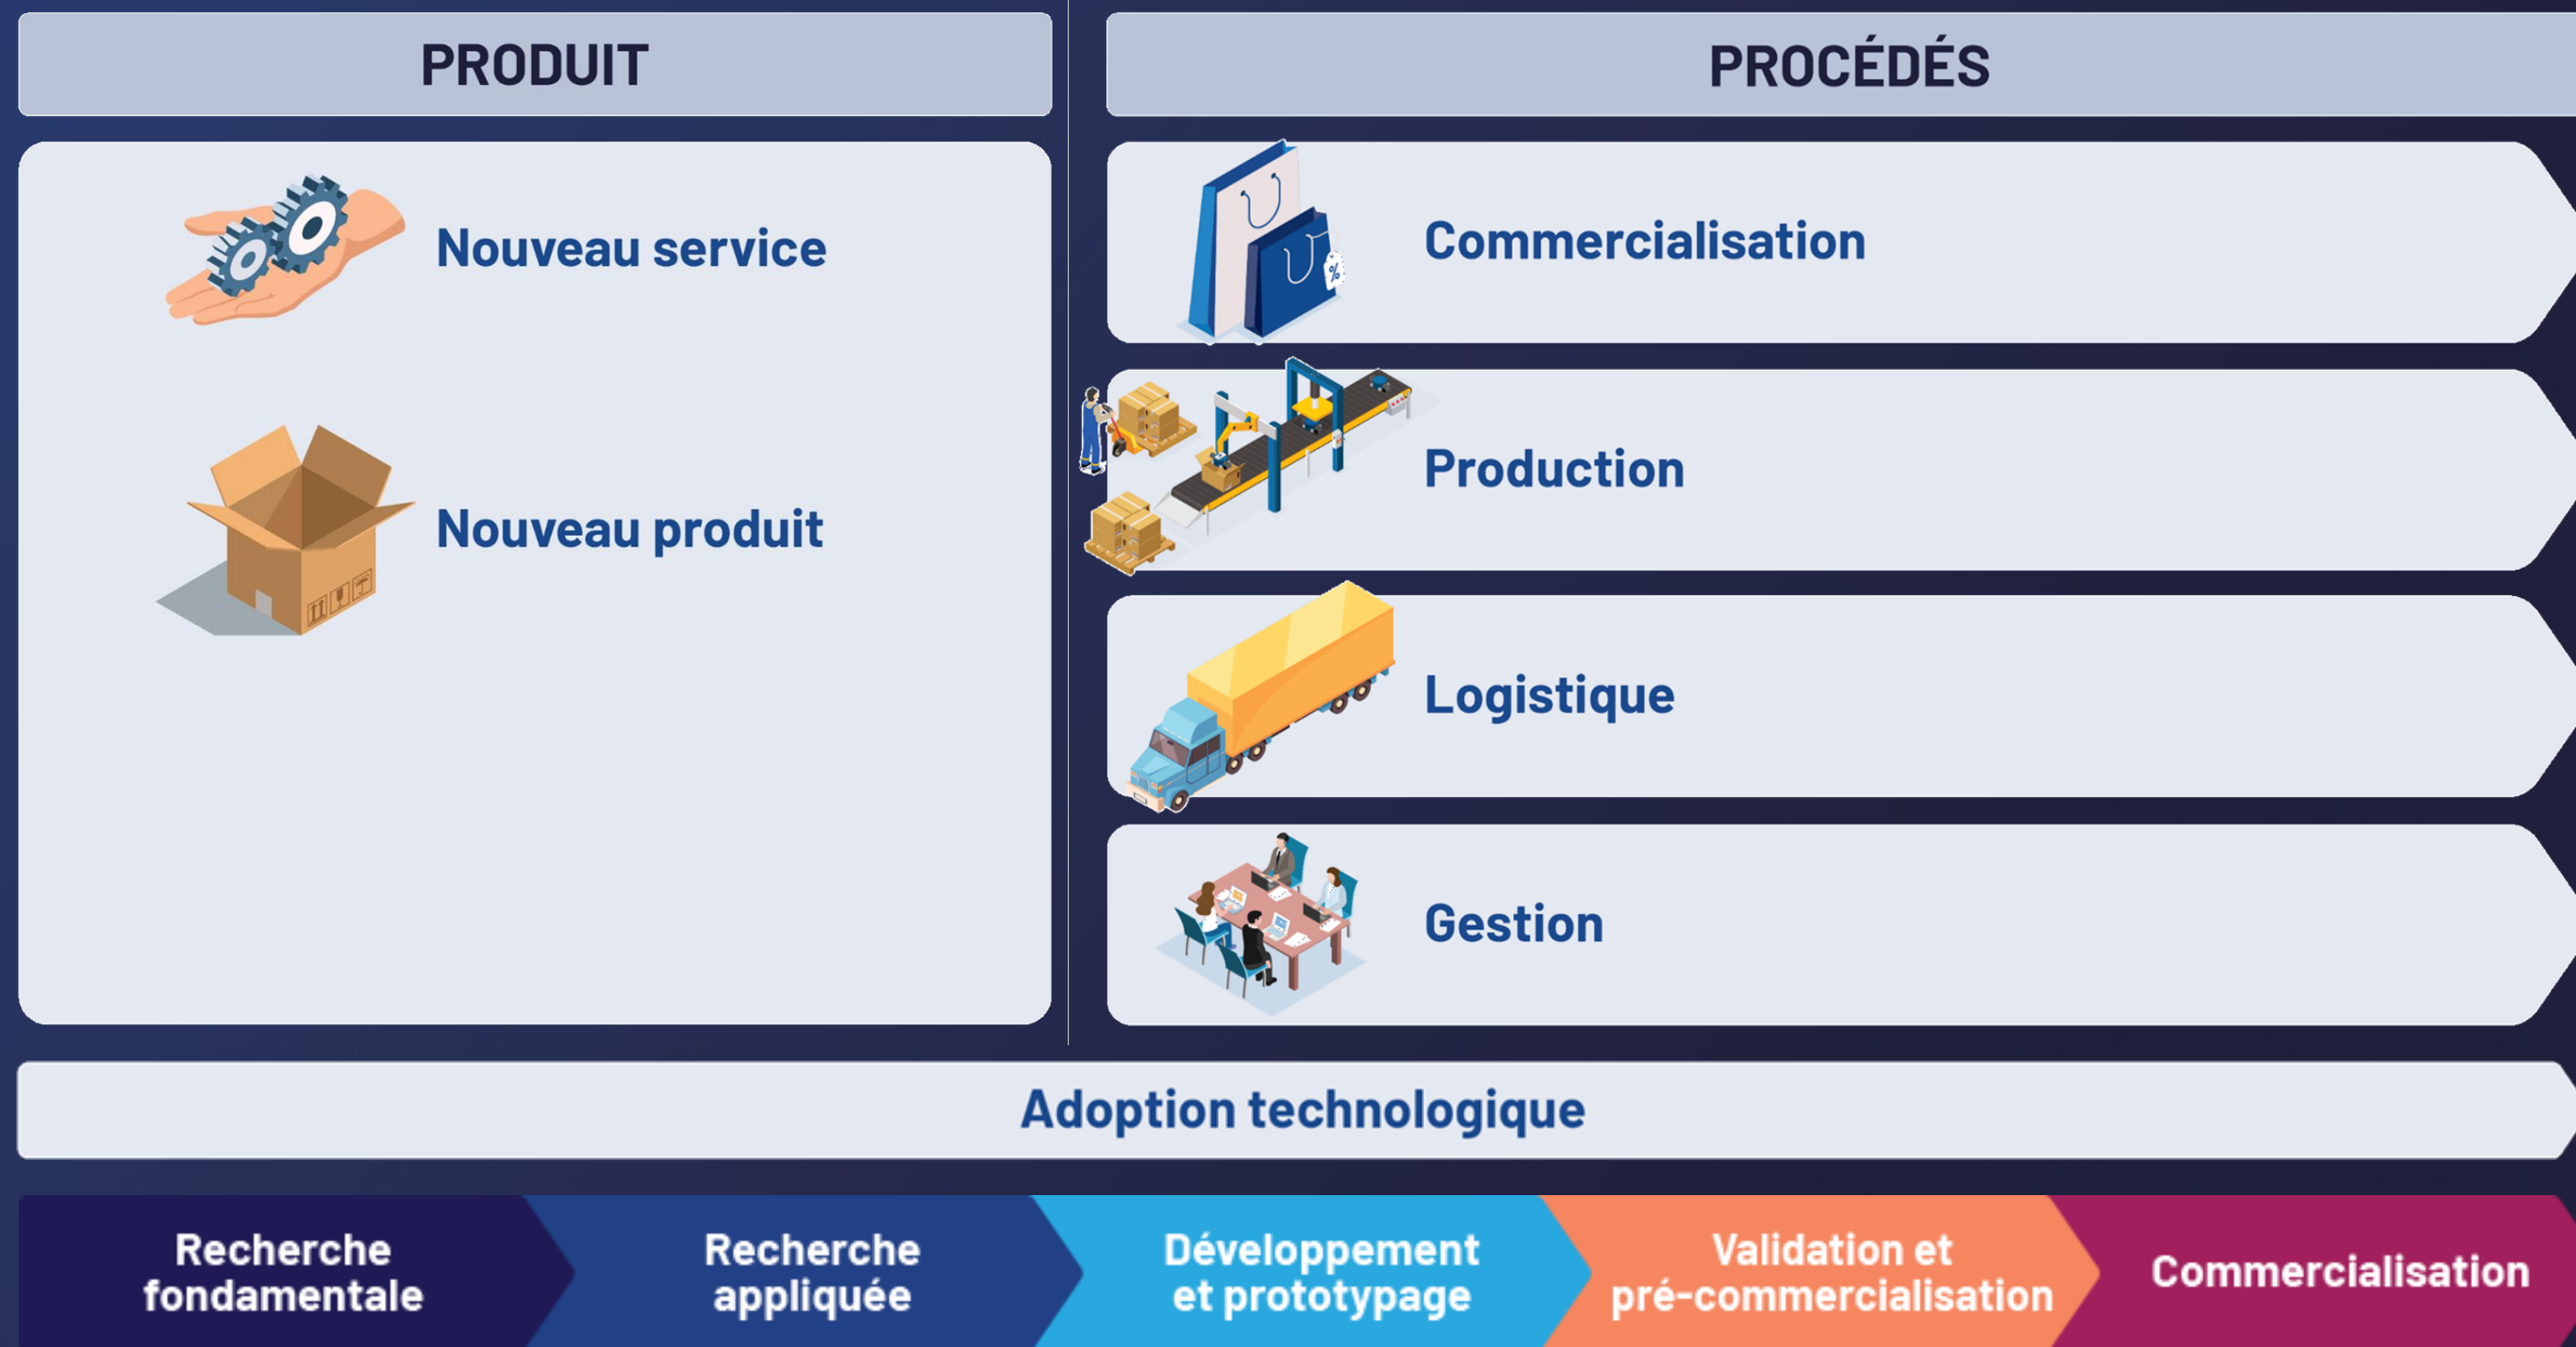 PRODUIT
Nouveau service
Nouveau produit
PROCÉDÉS
Commercialisation
%
Production
Logistique
Gestion
Adoption technologique
Recherche
fondamentale
Recherche
appliquée
Développement
et prototypage
Validation et
pré-commercialisation
Commercialisation